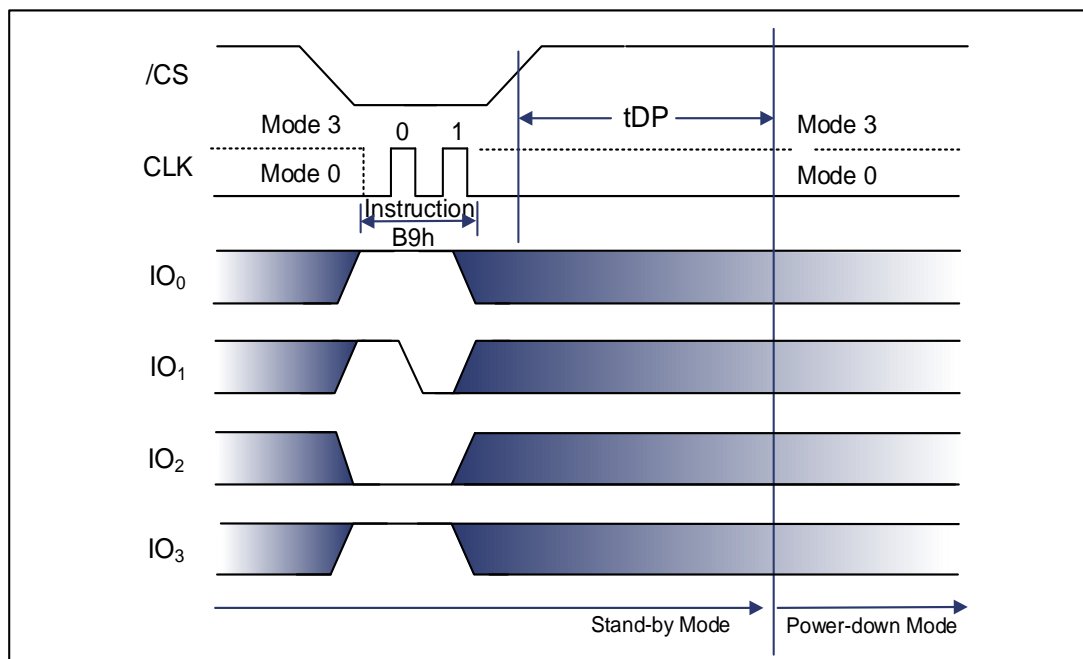 /CS
tDP
Mode 3 0 1 Mode 3
CLK
Mode 0 Mode 0
Instruction
B9h
IO0
IO1
IO2
IO3
Stand-by Mode Power-down Mode